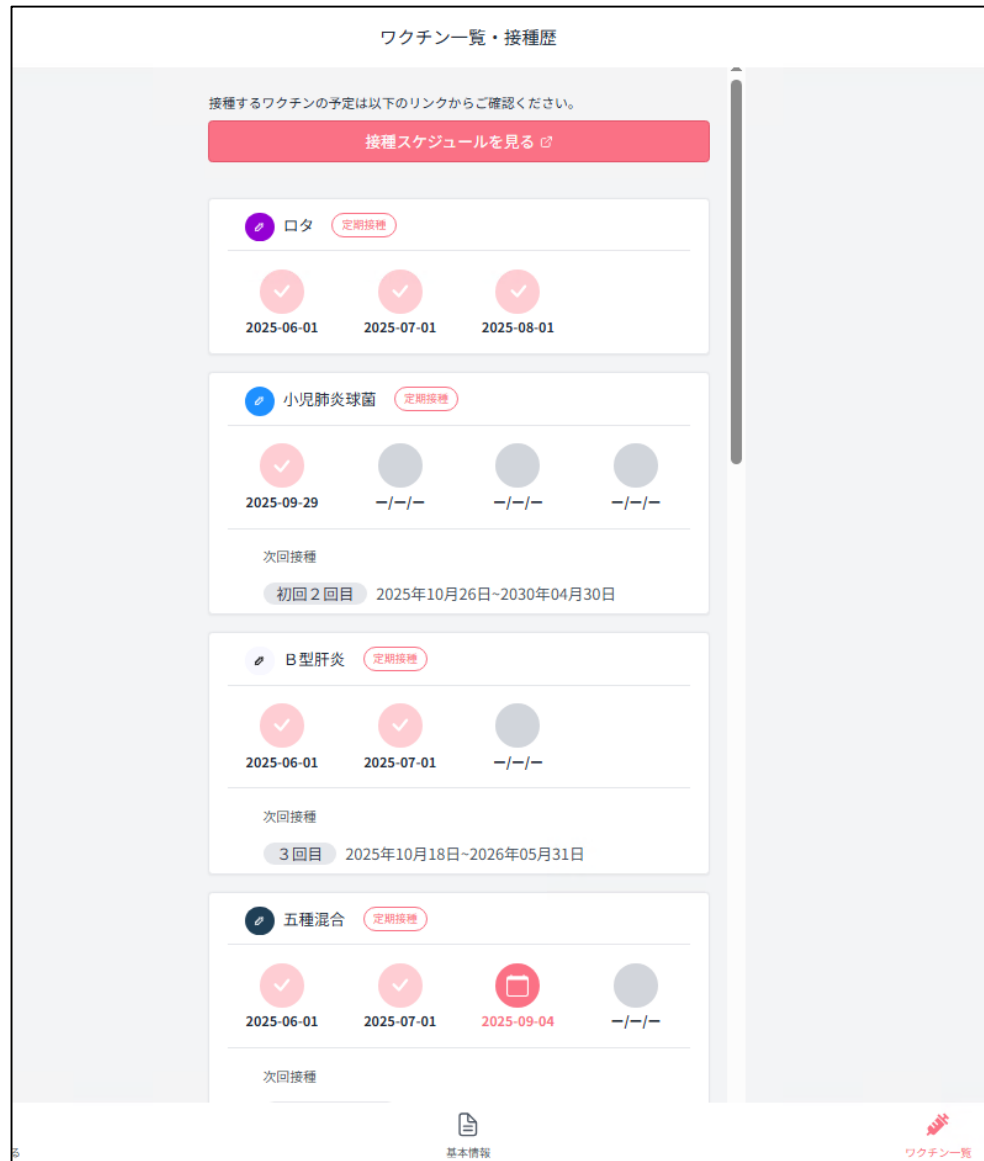 ワクチン一覧・接種歴
接種するワクチンの予定は以下のリンクからご確認ください。
接種スケジュールを見る
ロタ 定期接種
2025-06-01 2025-07-01 2025-08-01
小児肺炎球菌 定期接種
2025-09-29 ー/ー/ー ー/ー/ー ー/ー/ー
次回接種
初回２回目 2025年10月26日~2030年04月30日
Ｂ型肝炎 定期接種
2025-06-01 2025-07-01 ー/ー/ー
次回接種
３回目 2025年10月18日~2026年05月31日
五種混合 定期接種
2025-06-01 2025-07-01 2025-09-04 ー/ー/ー
次回接種
る 基本情報 ワクチン一覧